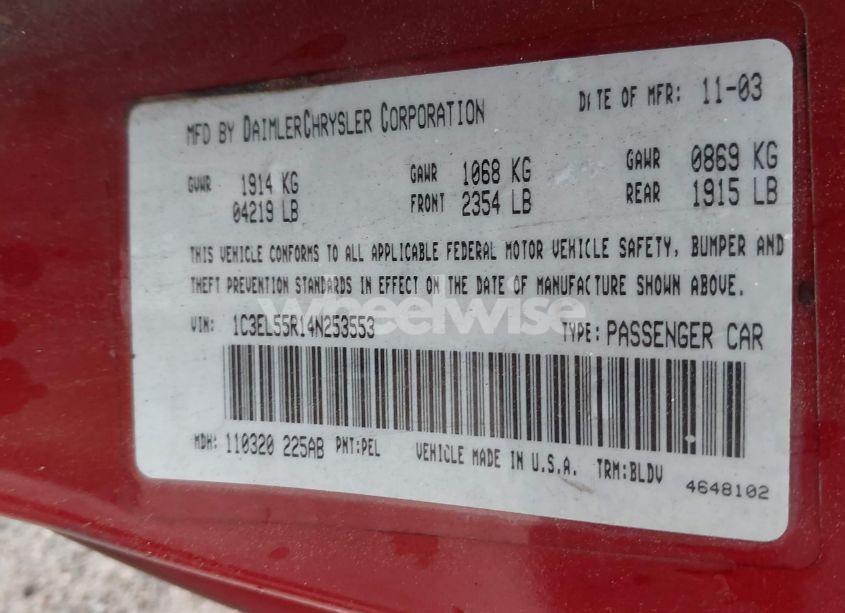 MFD BY DAIMLERCHRYSLER CORPORATION DATE OF MFR: 11-03
GVWR 1914 KG GAWR 1068 KG GAWR 0869 KG
04219 LB FRONT 2354 LB REAR 1915 LB
THIS VEHICLE CONFORMS TO ALL APPLICABLE FEDERAL MOTOR VEHICLE SAFETY, BUMPER AND
THEFT PREVENTION STANDARDS IN EFFECT ON THE DATE OF MANUFACTURE SHOWN ABOVE.
wheelwise
VIN: 1C3EL55R14N253553 TYPE: PASSENGER CAR
MDH: 110320 225AB PNT:PEL VEHICLE MADE IN U.S.A. TRM:BLDV
4648102